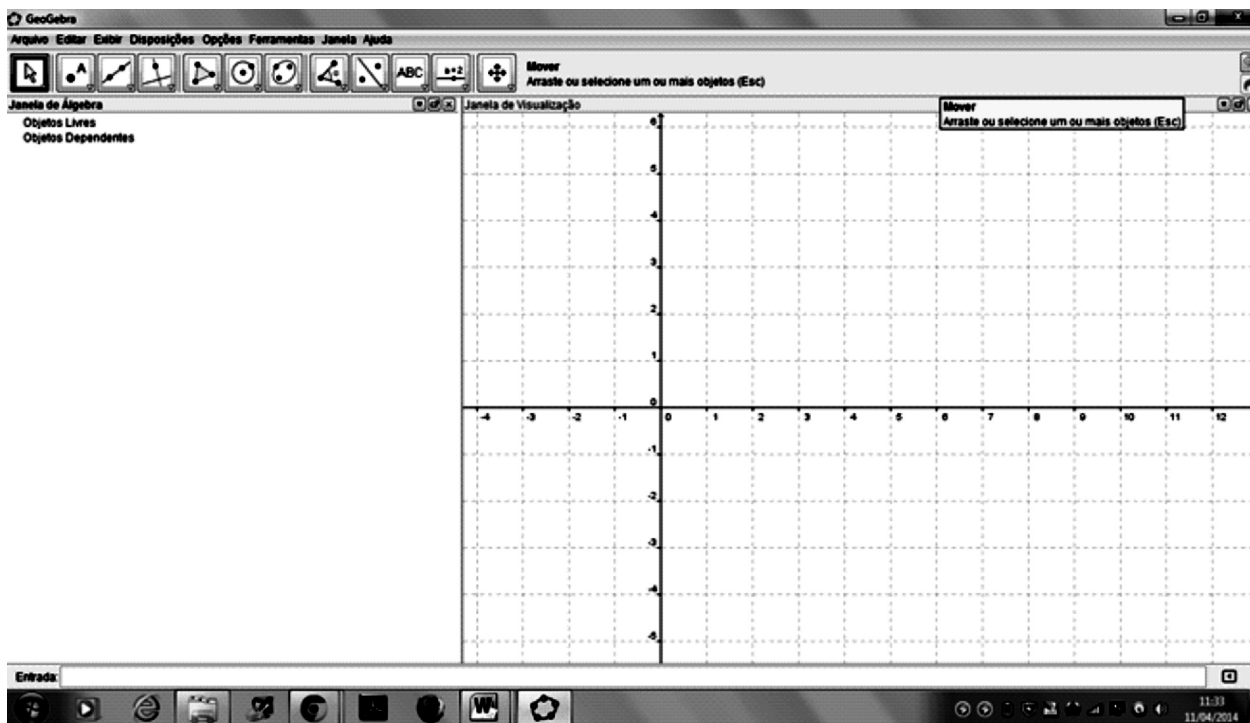 GeoGebra
Arquivo Editar Exibir Disposições Opções Ferramentas Janela Ajuda
A
ABC
a=2
Mover
Arraste ou selecione um ou mais objetos (Esc)
Janela de Álgebra
Janela de Visualização
Mover
Arraste ou selecione um ou mais objetos (Esc)
Objetos Livres
Objetos Dependentes
6
5
4
3
2
1
0
-4 -3 -2 -1 0 1 2 3 4 5 6 7 8 9 10 11 12
-1
-2
-3
-4
-5
Entrada:
W
11:33
11/04/2014